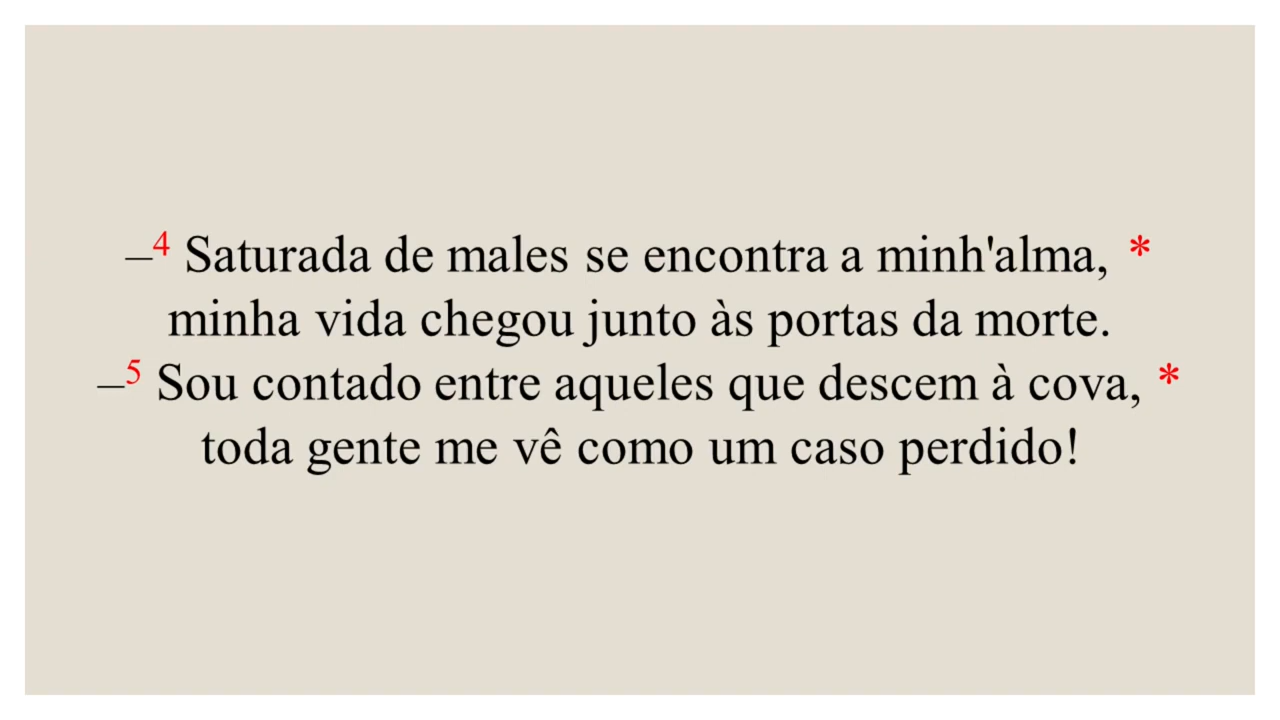 –4 Saturada de males se encontra a minh'alma, *
minha vida chegou junto às portas da morte.
–5 Sou contado entre aqueles que descem à cova, *
toda gente me vê como um caso perdido!